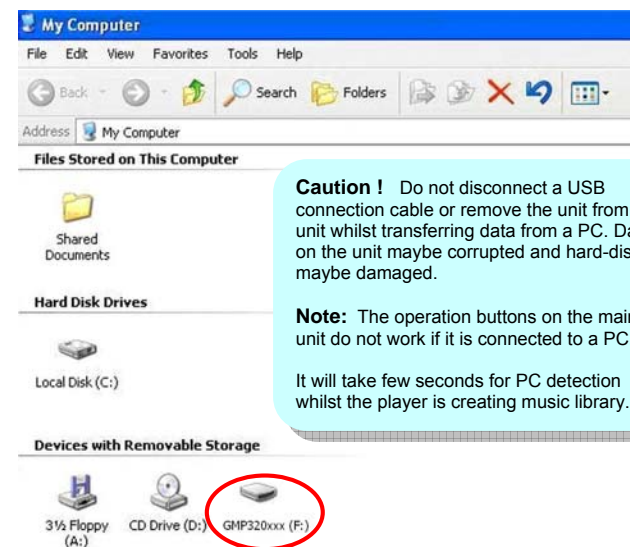 My Computer
File Edit View Favorites Tools Help
Back Search Folders
Address My Computer
Files Stored on This Computer
Shared
Documents
Caution ! Do not disconnect a USB
connection cable or remove the unit from
unit whilst transferring data from a PC.
on the unit maybe corrupted and
maybe damaged.
Note: The operation buttons on the
unit do not work if it is connected to a PC
It will take few seconds for PC detection
whilst the player is creating music library.
Hard Disk Drives
Local Disk (C:)
Devices with Removable Storage
3½ Floppy
(A:)
CD Drive (D:)
GMP320xxx (F:)